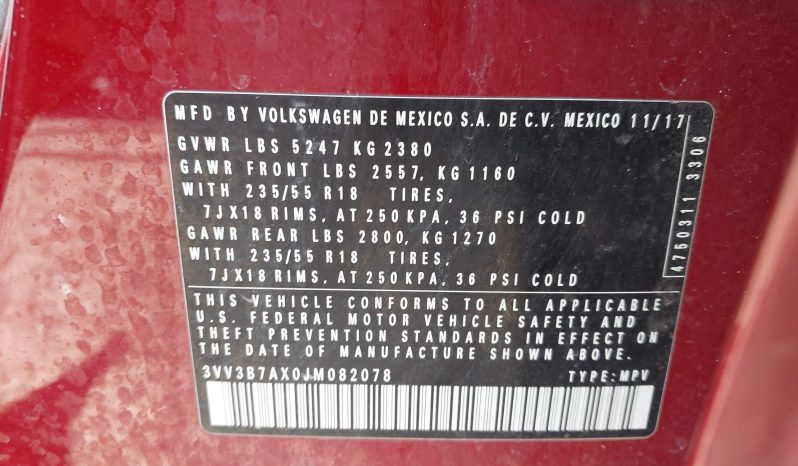 MFD BY VOLKSWAGEN DE MEXICO S.A. DE C.V. MEXICO 11/17
GVWR LBS 5247 KG 2380
GAWR FRONT LBS 2557, KG 1160
WITH 235/55 R18 TIRES,
7JX18 RIMS, AT 250 KPA, 36 PSI COLD
GAWR REAR LBS 2800, KG 1270
WITH 235/55 R18 TIRES,
7JX18 RIMS, AT 250 KPA, 36 PSI COLD
THIS VEHICLE CONFORMS TO ALL APPLICABLE
U.S. FEDERAL MOTOR VEHICLE SAFETY AND
THEFT PREVENTION STANDARDS IN EFFECT ON
THE DATE OF MANUFACTURE SHOWN ABOVE.
3VV3B7AX0JM082078 TYPE: MPV
4750311 3306